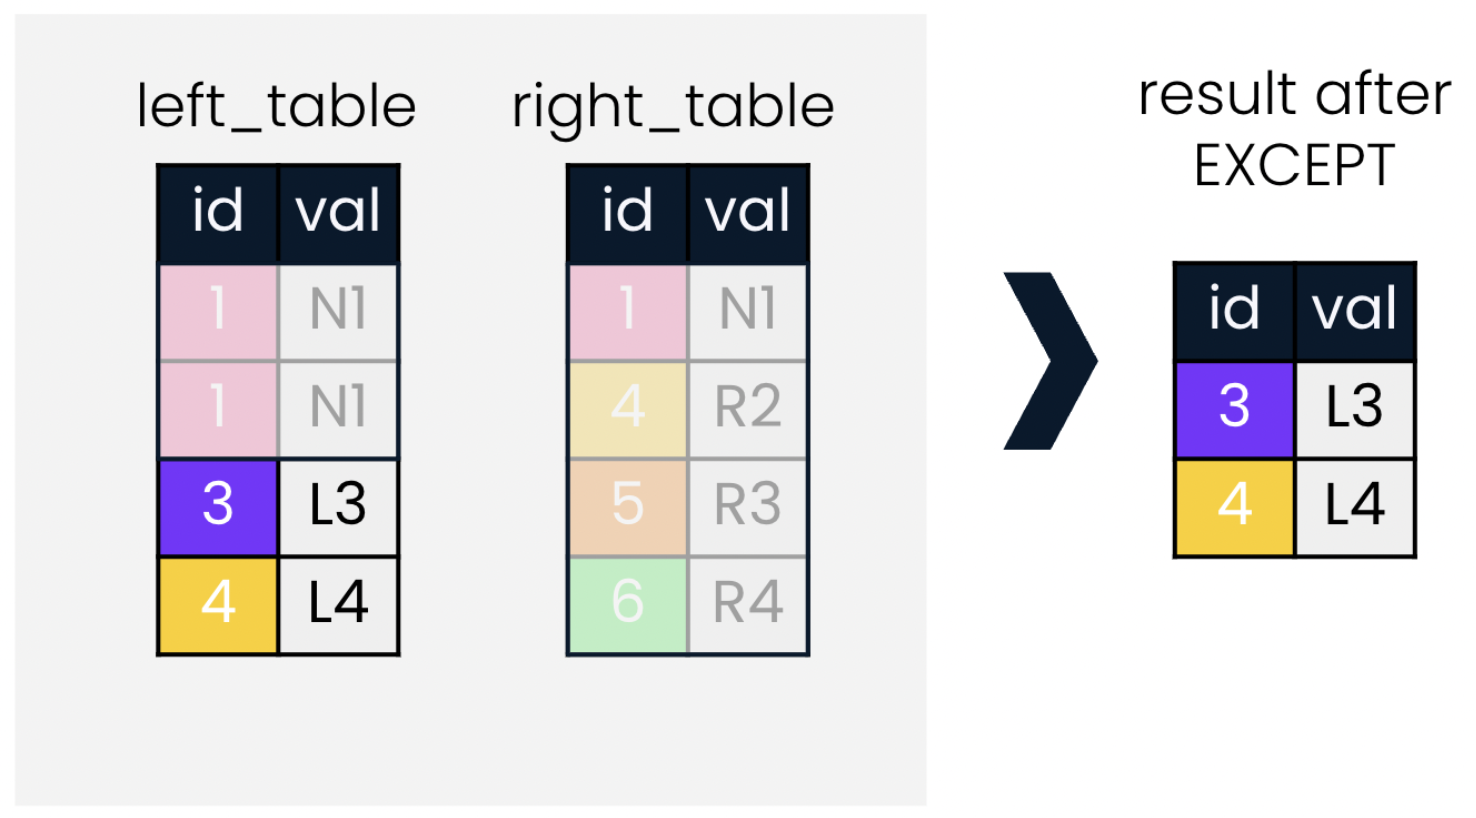 left_table
id val
1 N1
1 N1
3 L3
4 L4
right_table
id val
1 N1
4 R2
5 R3
6 R4
result after
EXCEPT
id val
3 L3
4 L4